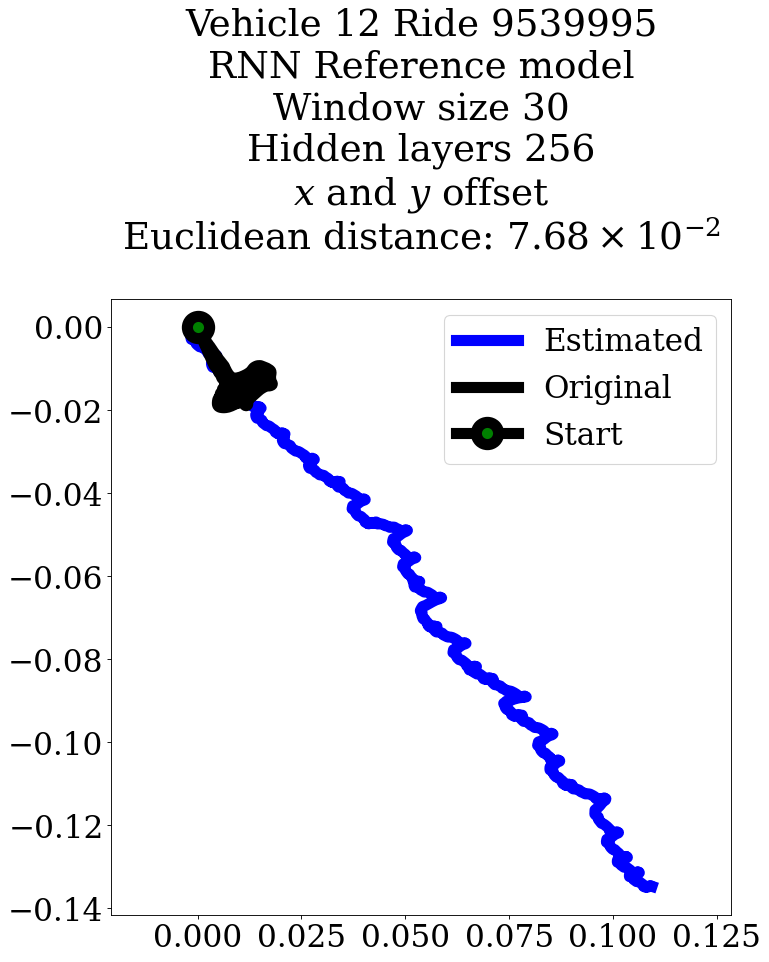 Vehicle 12 Ride 9539995
RNN Reference model
Window size 30
Hidden layers 256
x and y offset
Euclidean distance: 7.68 × 10⁻²
Estimated
Original
Start
0.00
−0.02
−0.04
−0.06
−0.08
−0.10
−0.12
−0.14
0.000 0.025 0.050 0.075 0.100 0.125